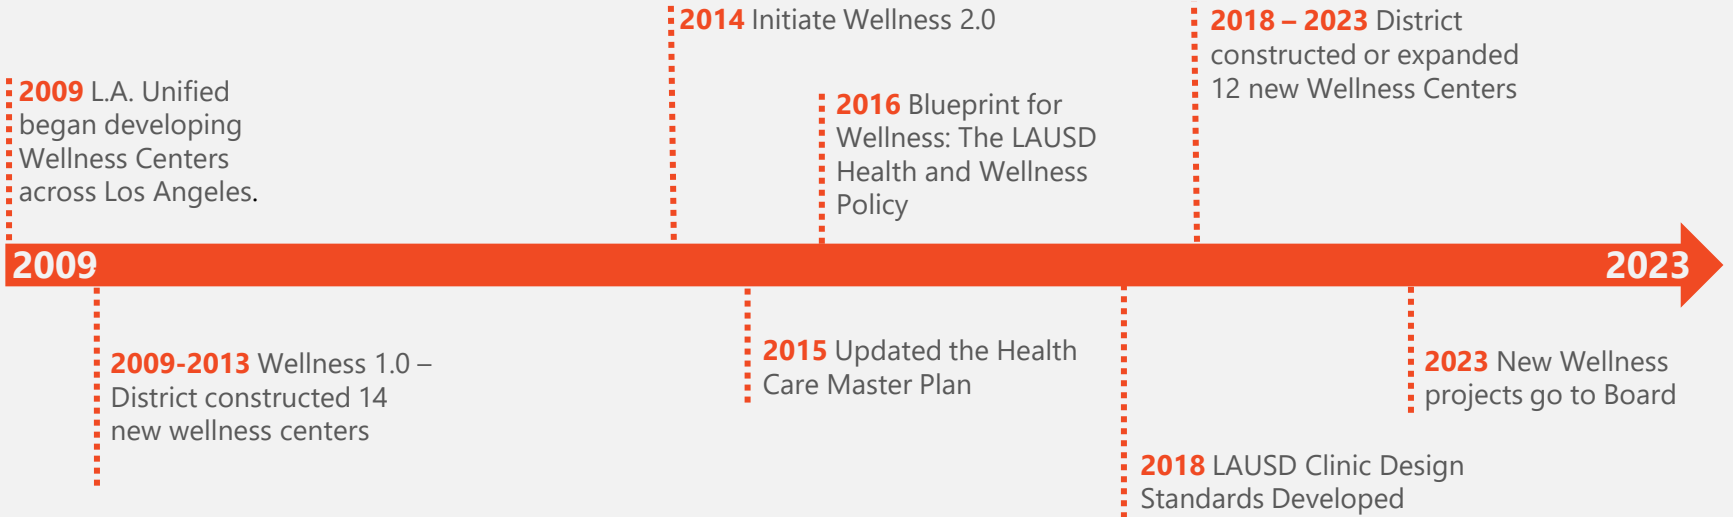 2014 Initiate Wellness 2.0
2018 – 2023 District
constructed or expanded
12 new Wellness Centers
2009 L.A. Unified
began developing
Wellness Centers
across Los Angeles.
2016 Blueprint for
Wellness: The LAUSD
Health and Wellness
Policy
2009
2023
2009-2013 Wellness 1.0 –
District constructed 14
new wellness centers
2015 Updated the Health
Care Master Plan
2023 New Wellness
projects go to Board
2018 LAUSD Clinic Design
Standards Developed